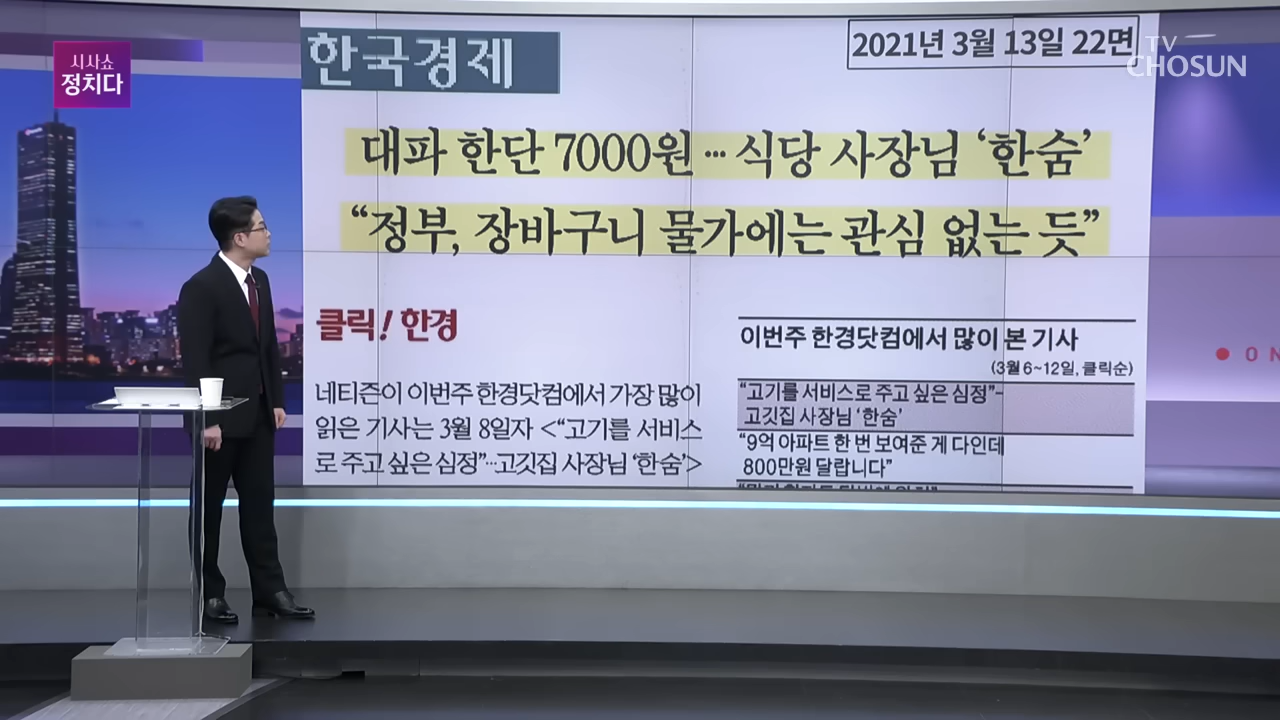 시사쇼
정치다
한국경제
2021년 3월 13일 22면
TV
CHOSUN
대파 한단 7000원… 식당 사장님 ‘한숨’
“정부, 장바구니 물가에는 관심 없는 듯”
클릭! 한경
네티즌이 이번주 한경닷컴에서 가장 많이
읽은 기사는 3월 8일자 <“고기를 서비스
로 주고 싶은 심정”…고깃집 사장님 ‘한숨’>
이번주 한경닷컴에서 많이 본 기사
(3월 6~12일, 클릭순)
“고기를 서비스로 주고 싶은 심정”-
고깃집 사장님 ‘한숨’
“9억 아파트 한 번 보여준 게 다인데
800만원 달랍니다”
ON